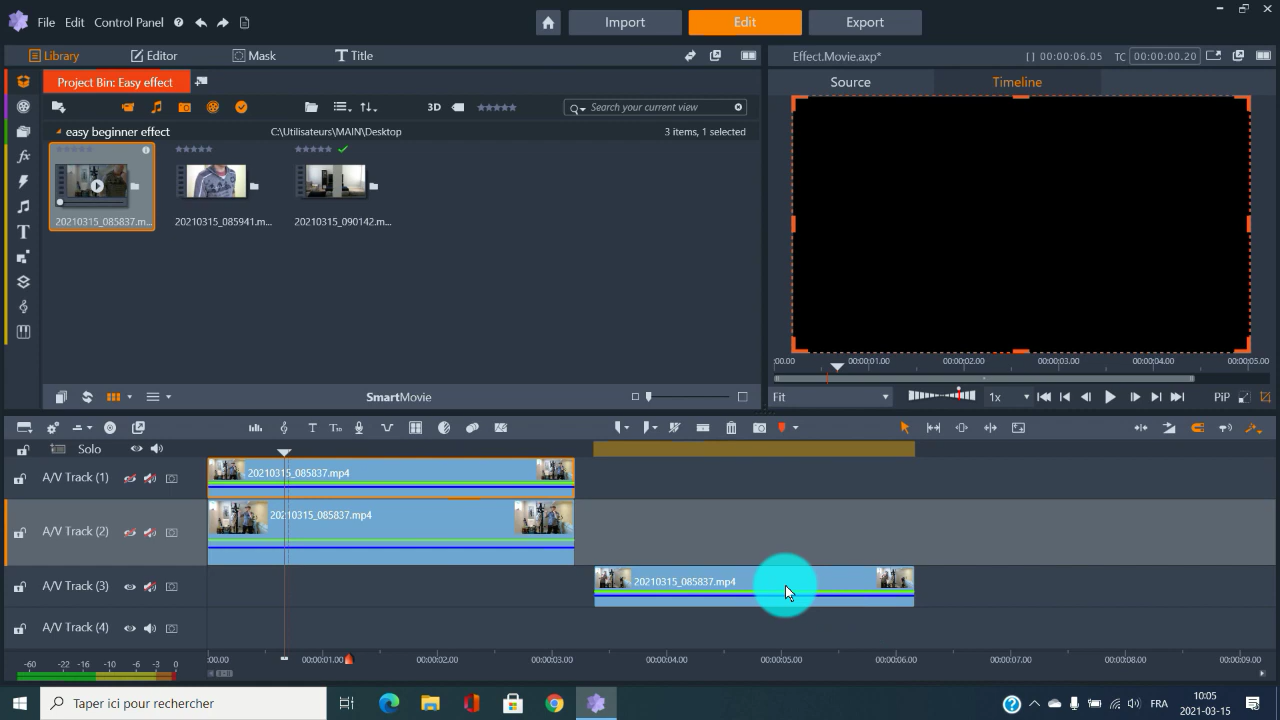 File Edit Control Panel ? Import Edit Export
Library Editor Mask Title Effect.Movie.axp* [] 00:00:06.05 TC 00:00:00.20
Project Bin: Easy effect Source Timeline
3D Search your current view
easy beginner effect C:\Utilisateurs\MAIN\Desktop 3 items, 1 selected
20210315_085837.m... 20210315_085941.m... 20210315_090142.m...
:00.00 00:00:01.00 00:00:02.00 00:00:03.00 00:00:04.00 00:00:05.00
SmartMovie Fit 1x PiP
Solo
A/V Track (1) 20210315_085837.mp4
A/V Track (2) 20210315_085837.mp4
A/V Track (3) 20210315_085837.mp4
A/V Track (4)
-60 -22 -16 -10 -6 -3 0 :00.00 00:00:01.00 00:00:02.00 00:00:03.00 00:00:04.00 00:00:05.00 00:00:06.00 00:00:07.00 00:00:08.00 00:00:09.00
Taper ici pour rechercher FRA 10:05
2021-03-15